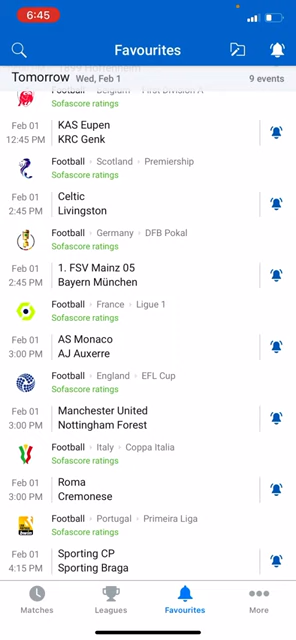 6:45
Favourites
Tomorrow Wed, Feb 1 9 events
Football Belgium First Division A
Sofascore ratings
Feb 01 KAS Eupen
12:45 PM KRC Genk
Football Scotland Premiership
Sofascore ratings
Feb 01 Celtic
2:45 PM Livingston
Football Germany DFB Pokal
Sofascore ratings
Feb 01 1. FSV Mainz 05
2:45 PM Bayern München
Football France Ligue 1
Sofascore ratings
Feb 01 AS Monaco
3:00 PM AJ Auxerre
Football England EFL Cup
Sofascore ratings
Feb 01 Manchester United
3:00 PM Nottingham Forest
Football Italy Coppa Italia
Sofascore ratings
Feb 01 Roma
3:00 PM Cremonese
Football Portugal Primeira Liga
Sofascore ratings
Feb 01 Sporting CP
4:15 PM Sporting Braga
Matches Leagues Favourites More